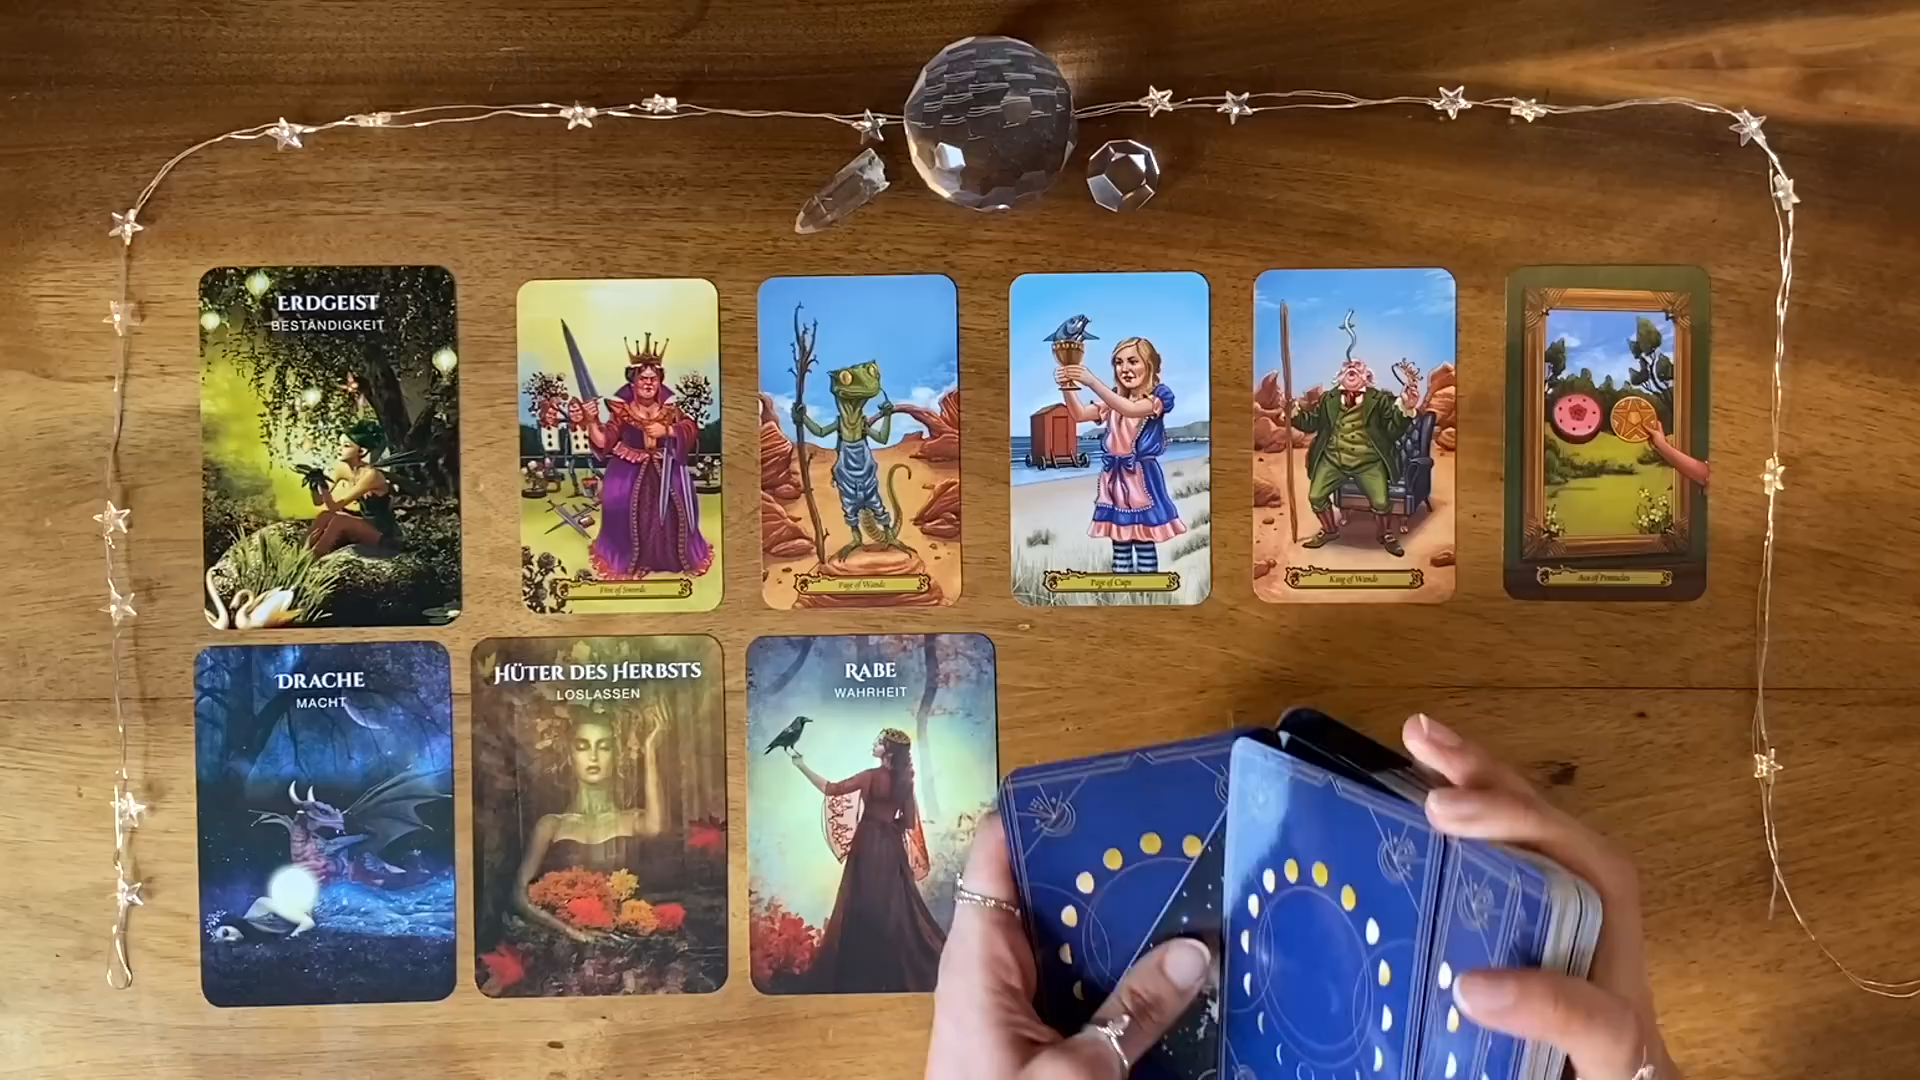 ERDGEIST
BESTÄNDIGKEIT
Five of Swords
Page of Wands
Page of Cups
King of Wands
Ace of Pentacles
DRACHE
MACHT
HÜTER DES HERBSTS
LOSLASSEN
RABE
WAHRHEIT